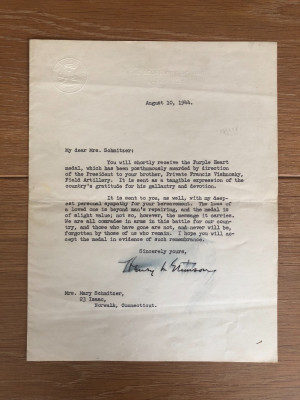 August 10, 1944.
My dear Mrs. Schnitzer:
You will shortly receive the Purple Heart
medal, which has been posthumously awarded by direction
of the President to your brother, Private Francis
Field Artillery. It is sent as a tangible expression of the
country's gratitude for his gallantry and devotion.
It is sent to you, as well, with my deep-
est personal sympathy for your bereavement. The loss of
a loved one is beyond man's repairing, and the medal is
of slight value; not so, however, the message it carries.
We are all comrades in arms in this battle for our coun-
try, and those who have gone are not, and never will be,
forgotten by those of us who remain. I hope you will ac-
cept the medal in evidence of such remembrance.
Sincerely yours,
Henry L Stimson
Mrs. Mary Schnitzer,
23
Norwalk, Connecticut.